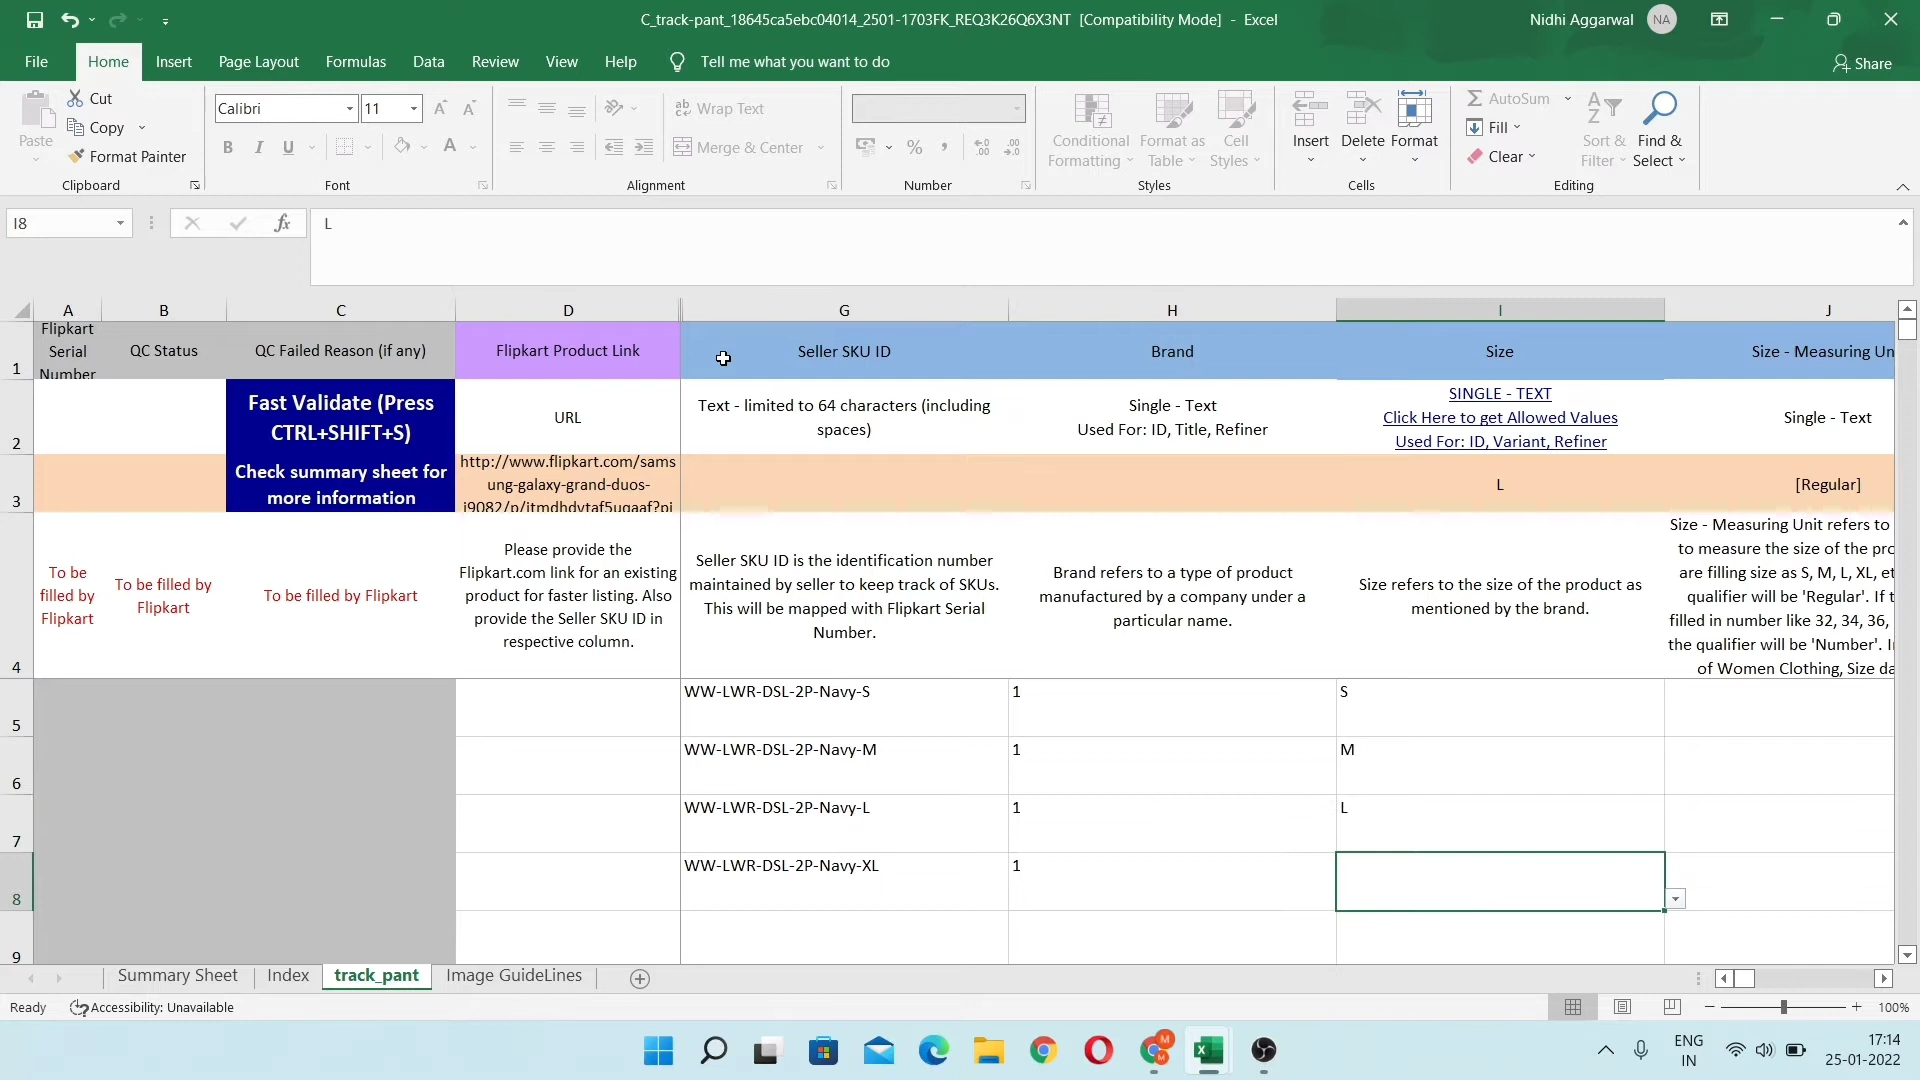 C_track-pant_18645ca5ebc04014_2501-1703FK_REQ3K26Q6X3NT [Compatibility Mode] - Excel
Nidhi Aggarwal
NA
File
Home
Insert
Page Layout
Formulas
Data
Review
View
Help
Tell me what you want to do
Share
Paste
Cut
Copy
Format Painter
Clipboard
Calibri
11
B I U
A
Font
Wrap Text
Merge & Center
Alignment
%
Number
Conditional
Formatting
Format as
Table
Cell
Styles
Styles
Insert
Delete
Format
Cells
AutoSum
Fill
Clear
Sort &
Filter
Find &
Select
Editing
I8
fx
L
A
B
C
D
G
H
I
J
1
Flipkart
Serial
Number
QC Status
QC Failed Reason (if any)
Flipkart Product Link
Seller SKU ID
Brand
Size
Size - Measuring Un
2
Fast Validate (Press
CTRL+SHIFT+S)
URL
Text - limited to 64 characters (including
spaces)
Single - Text
Used For: ID, Title, Refiner
SINGLE - TEXT
Click Here to get Allowed Values
Used For: ID, Variant, Refiner
Single - Text
3
Check summary sheet for
more information
http://www.flipkart.com/sams
ung-galaxy-grand-duos-
i9082/p/itmdhdvtaf5uqaaf?pi
L
[Regular]
4
To be
filled by
Flipkart
To be filled by
Flipkart
To be filled by Flipkart
Please provide the
Flipkart.com link for an existing
product for faster listing. Also
provide the Seller SKU ID in
respective column.
Seller SKU ID is the identification number
maintained by seller to keep track of SKUs.
This will be mapped with Flipkart Serial
Number.
Brand refers to a type of product
manufactured by a company under a
particular name.
Size refers to the size of the product as
mentioned by the brand.
Size - Measuring Unit refers to
to measure the size of the pro
are filling size as S, M, L, XL, et
qualifier will be 'Regular'. If t
filled in number like 32, 34, 36,
the qualifier will be 'Number'. I
of Women Clothing, Size da
5
WW-LWR-DSL-2P-Navy-S
1
S
6
WW-LWR-DSL-2P-Navy-M
1
M
7
WW-LWR-DSL-2P-Navy-L
1
L
8
WW-LWR-DSL-2P-Navy-XL
1
9
Summary Sheet
Index
track_pant
Image GuideLines
Ready
Accessibility: Unavailable
100%
ENG
IN
17:14
25-01-2022